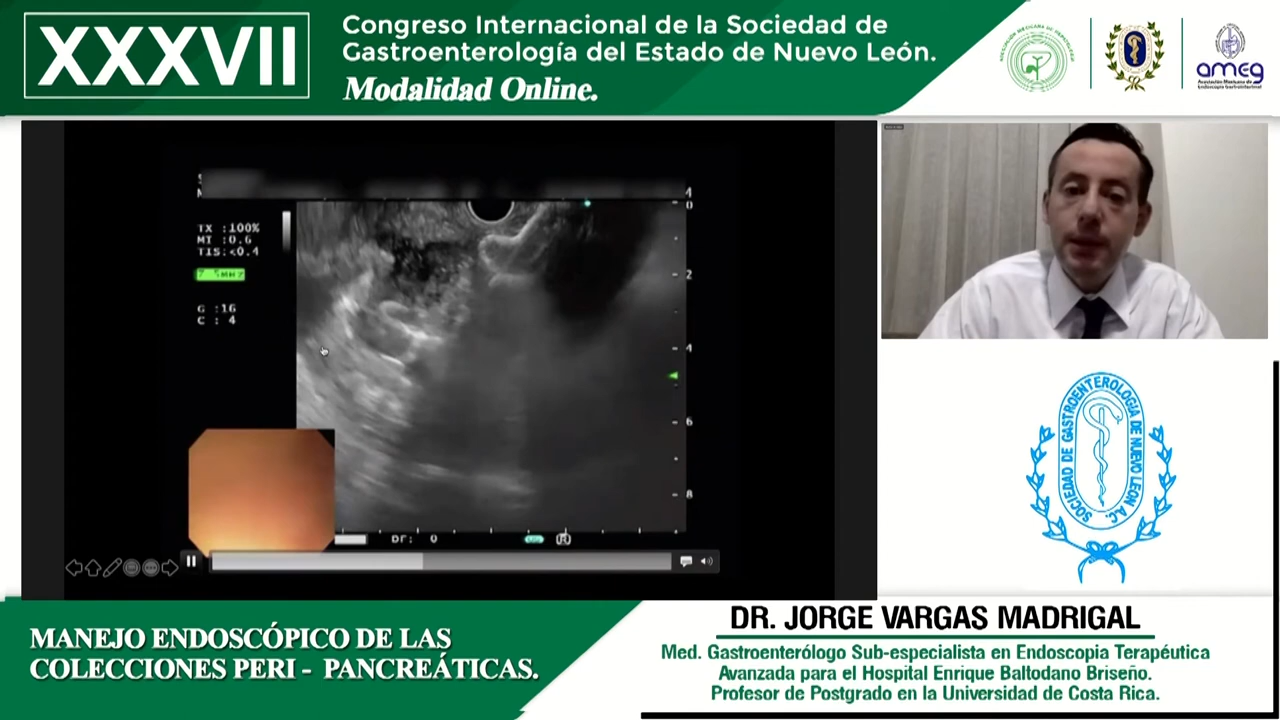 XXXVII
Congreso Internacional de la Sociedad de
Gastroenterología del Estado de Nuevo León.
Modalidad Online.
ameg
TX :100%
MI :0.6
TIS:<0.4
G :16
C : 4
0
2
4
6
8
DF: 0
R
SOCIEDAD DE GASTROENTEROLOGIA DE NUEVO LEON A.C.
MANEJO ENDOSCÓPICO DE LAS
COLECCIONES PERI - PANCREÁTICAS.
DR. JORGE VARGAS MADRIGAL
Med. Gastroenterólogo Sub-especialista en Endoscopia Terapéutica
Avanzada para el Hospital Enrique Baltodano Briseño.
Profesor de Postgrado en la Universidad de Costa Rica.